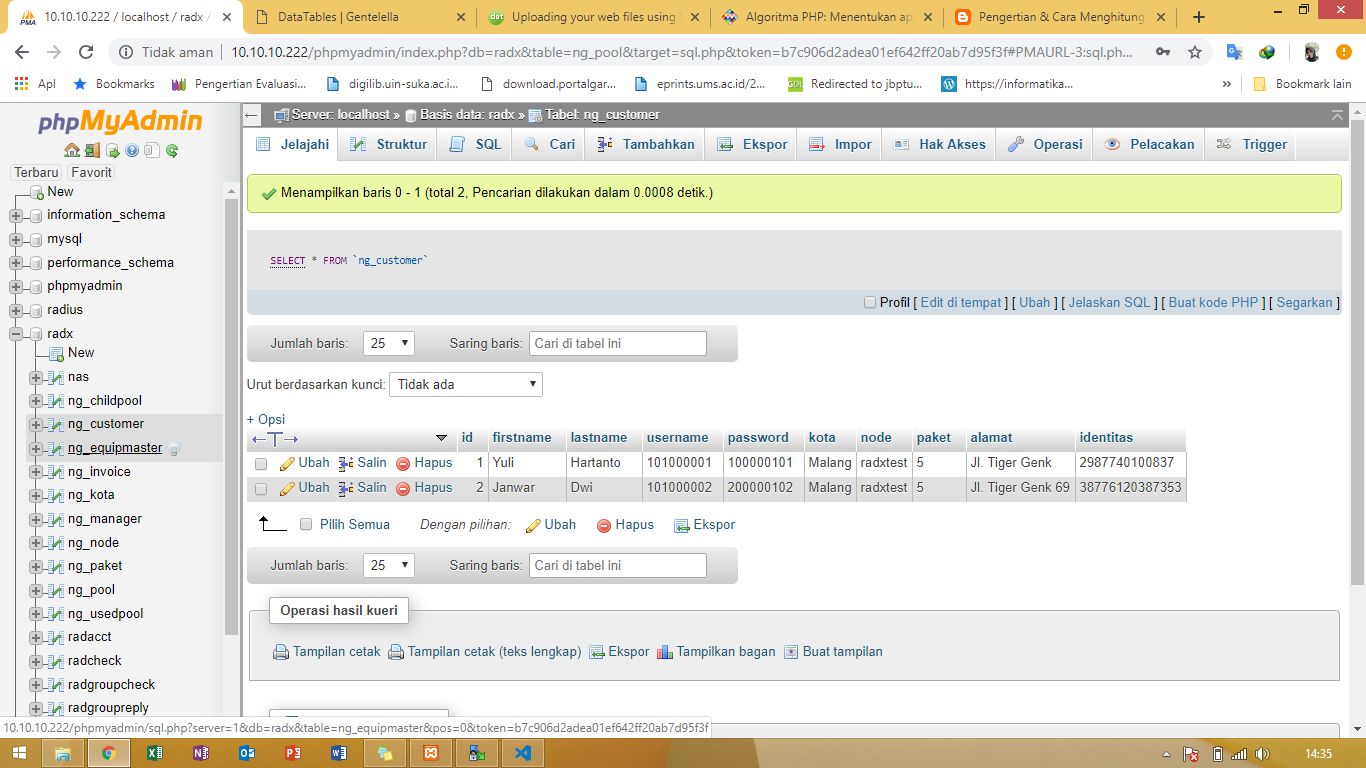 10.10.10.222 / localhost / radx /
DataTables | Gentelella
Uploading your web files using
Algoritma PHP: Menentukan ap
Pengertian & Cara Menghitung
Tidak aman | 10.10.10.222/phpmyadmin/index.php?db=radx&table=ng_pool&target=sql.php&token=b7c906d2adea01ef642ff20ab7d95f3f#PMAURL-3:sql.ph...
Apl Bookmarks Pengertian Evaluasi... digilib.uin-suka.ac.i... download.portalgar... eprints.ums.ac.id/2... Redirected to jbptu... https://informatika... » Bookmark lain
phpMyAdmin
Terbaru Favorit
New
information_schema
mysql
performance_schema
phpmyadmin
radius
radx
New
nas
ng_childpool
ng_customer
ng_equipmaster
ng_invoice
ng_kota
ng_manager
ng_node
ng_paket
ng_pool
ng_usedpool
radacct
radcheck
radgroupcheck
radgroupreply
Server: localhost » Basis data: radx » Tabel: ng_customer
Jelajahi Struktur SQL Cari Tambahkan Ekspor Impor Hak Akses Operasi Pelacakan Trigger
Menampilkan baris 0 - 1 (total 2, Pencarian dilakukan dalam 0.0008 detik.)
SELECT * FROM `ng_customer`
Profil [ Edit di tempat ] [ Ubah ] [ Jelaskan SQL ] [ Buat kode PHP ] [ Segarkan ]
Jumlah baris: 25 Saring baris: Cari di tabel ini
Urut berdasarkan kunci: Tidak ada
+ Opsi
←T→ id firstname lastname username password kota node paket alamat identitas
Ubah Salin Hapus 1 Yuli Hartanto 101000001 100000101 Malang radxtest 5 Jl. Tiger Genk 2987740100837
Ubah Salin Hapus 2 Janwar Dwi 101000002 200000102 Malang radxtest 5 Jl. Tiger Genk 69 38776120387353
Pilih Semua Dengan pilihan: Ubah Hapus Ekspor
Jumlah baris: 25 Saring baris: Cari di tabel ini
Operasi hasil kueri
Tampilan cetak Tampilan cetak (teks lengkap) Ekspor Tampilkan bagan Buat tampilan
10.10.10.222/phpmyadmin/sql.php?server=1&db=radx&table=ng_equipmaster&pos=0&token=b7c906d2adea01ef642ff20ab7d95f3f
14:35